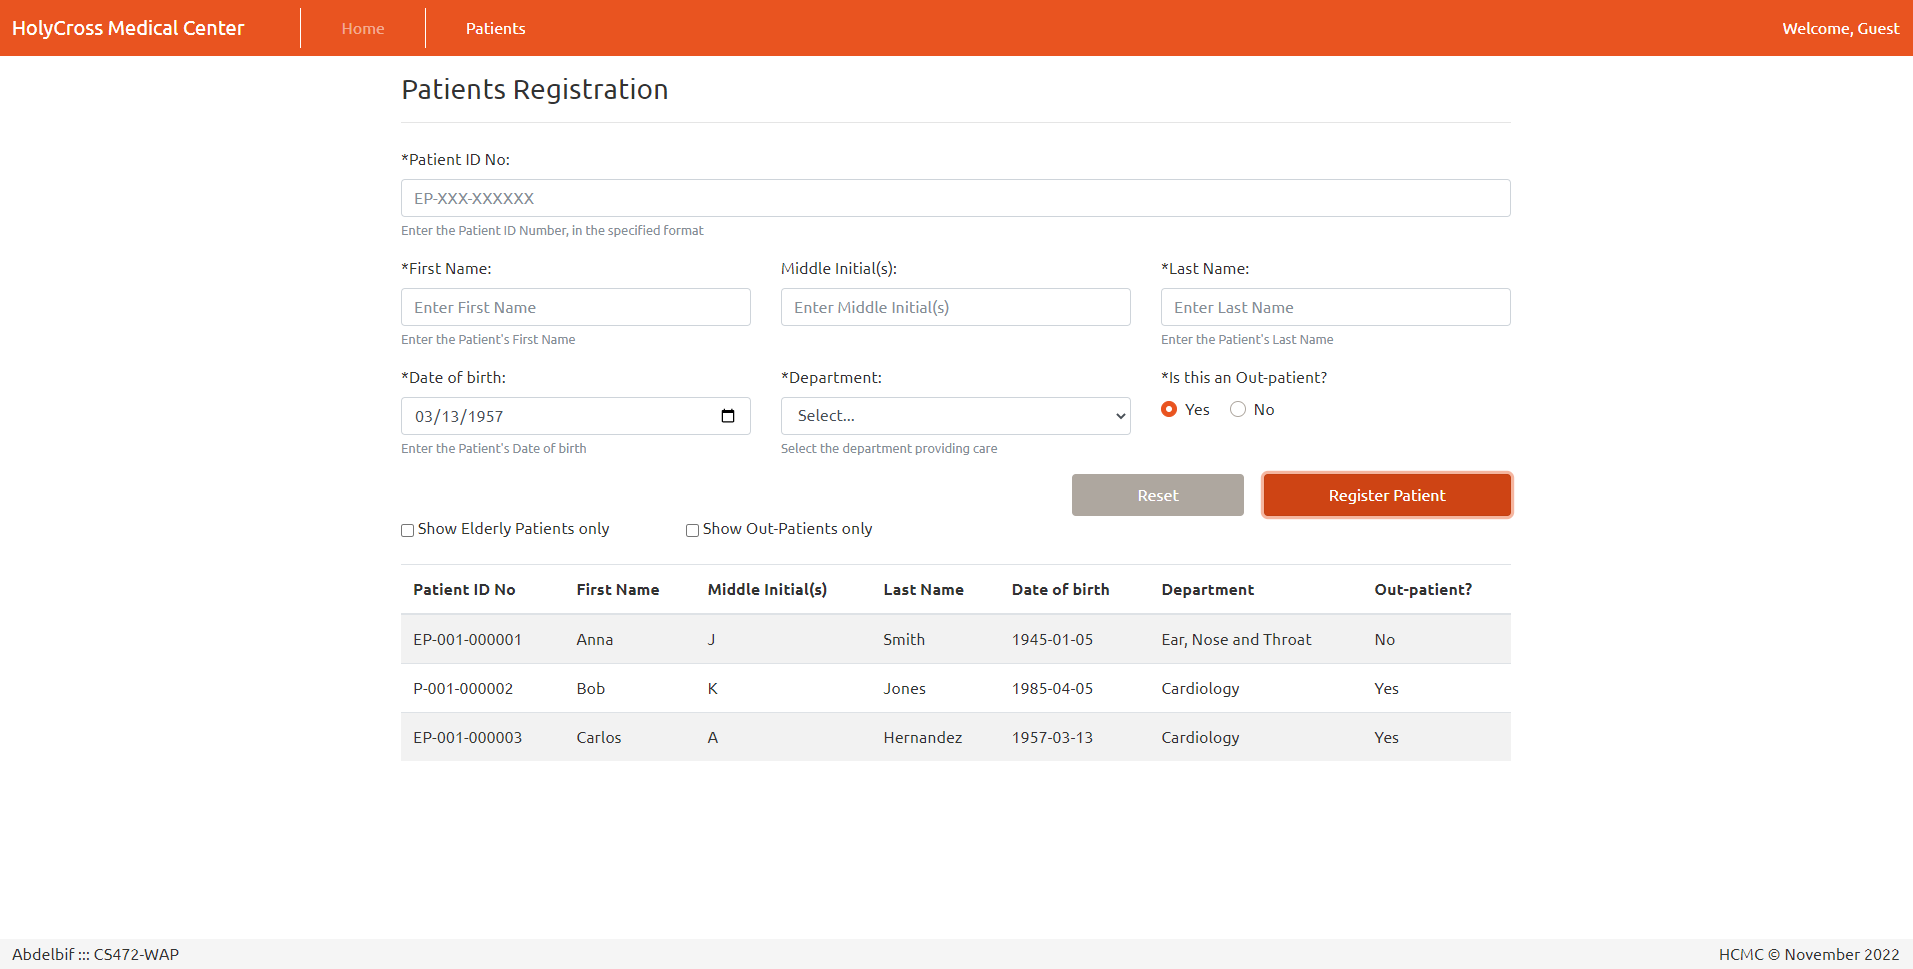 HolyCross Medical Center Home Patients Welcome, Guest
Patients Registration
*Patient ID No:
EP-XXX-XXXXXX
Enter the Patient ID Number, in the specified format
*First Name: Middle Initial(s): *Last Name:
Enter First Name Enter Middle Initial(s) Enter Last Name
Enter the Patient's First Name Enter the Patient's Last Name
*Date of birth: *Department: *Is this an Out-patient?
03/13/1957 Select... Yes No
Enter the Patient's Date of birth Select the department providing care
Reset Register Patient
Show Elderly Patients only Show Out-Patients only
Patient ID No First Name Middle Initial(s) Last Name Date of birth Department Out-patient?
EP-001-000001 Anna J Smith 1945-01-05 Ear, Nose and Throat No
P-001-000002 Bob K Jones 1985-04-05 Cardiology Yes
EP-001-000003 Carlos A Hernandez 1957-03-13 Cardiology Yes
Abdelbif ::: CS472-WAP HCMC © November 2022